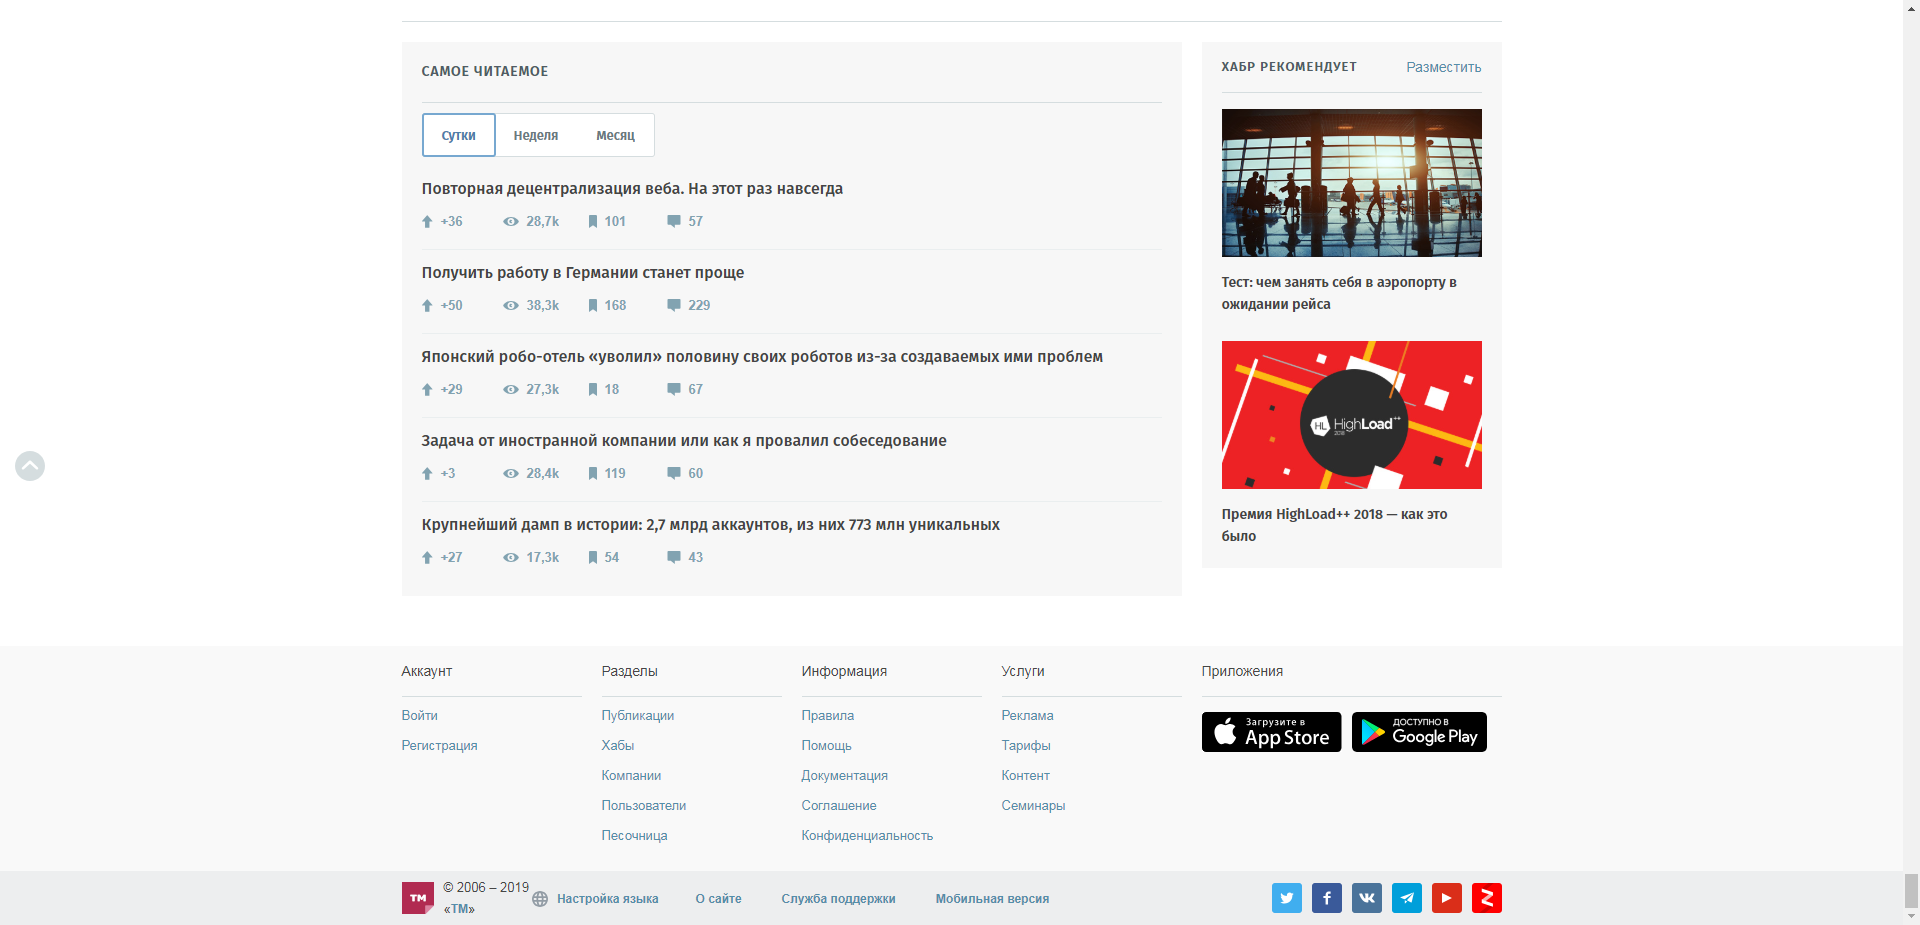 САМОЕ ЧИТАЕМОЕ
Сутки Неделя Месяц
Повторная децентрализация веба. На этот раз навсегда
+36 28,7k 101 57
Получить работу в Германии станет проще
+50 38,3k 168 229
Японский робо-отель «уволил» половину своих роботов из-за создаваемых ими проблем
+29 27,3k 18 67
Задача от иностранной компании или как я провалил собеседование
+3 28,4k 119 60
Крупнейший дамп в истории: 2,7 млрд аккаунтов, из них 773 млн уникальных
+27 17,3k 54 43
ХАБР РЕКОМЕНДУЕТ Разместить
Тест: чем занять себя в аэропорту в
ожидании рейса
HL HighLoad++
2018
Премия HighLoad++ 2018 — как это
было
Аккаунт
Войти
Регистрация
Разделы
Публикации
Хабы
Компании
Пользователи
Песочница
Информация
Правила
Помощь
Документация
Соглашение
Конфиденциальность
Услуги
Реклама
Тарифы
Контент
Семинары
Приложения
Загрузите в
App Store
ДОСТУПНО В
Google Play
TM © 2006 – 2019
«TM»
Настройка языка О сайте Служба поддержки Мобильная версия